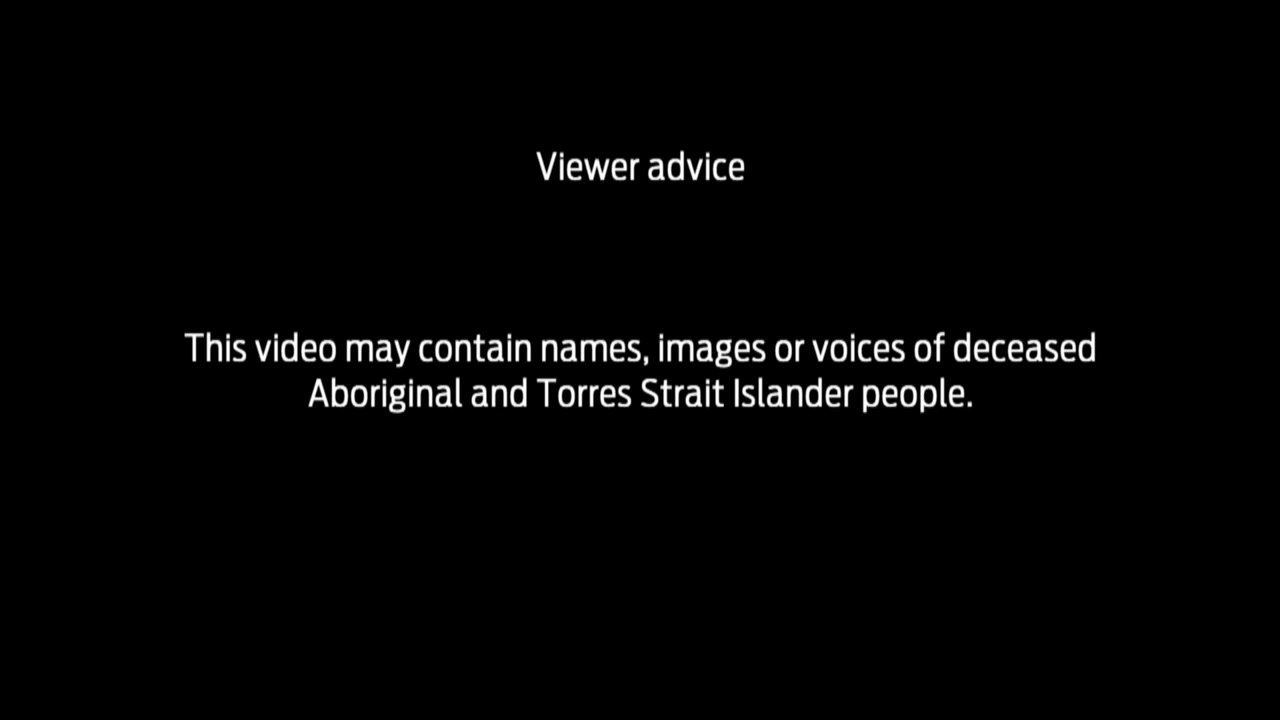 Viewer advice
This video may contain names, images or voices of deceased
Aboriginal and Torres Strait Islander people.